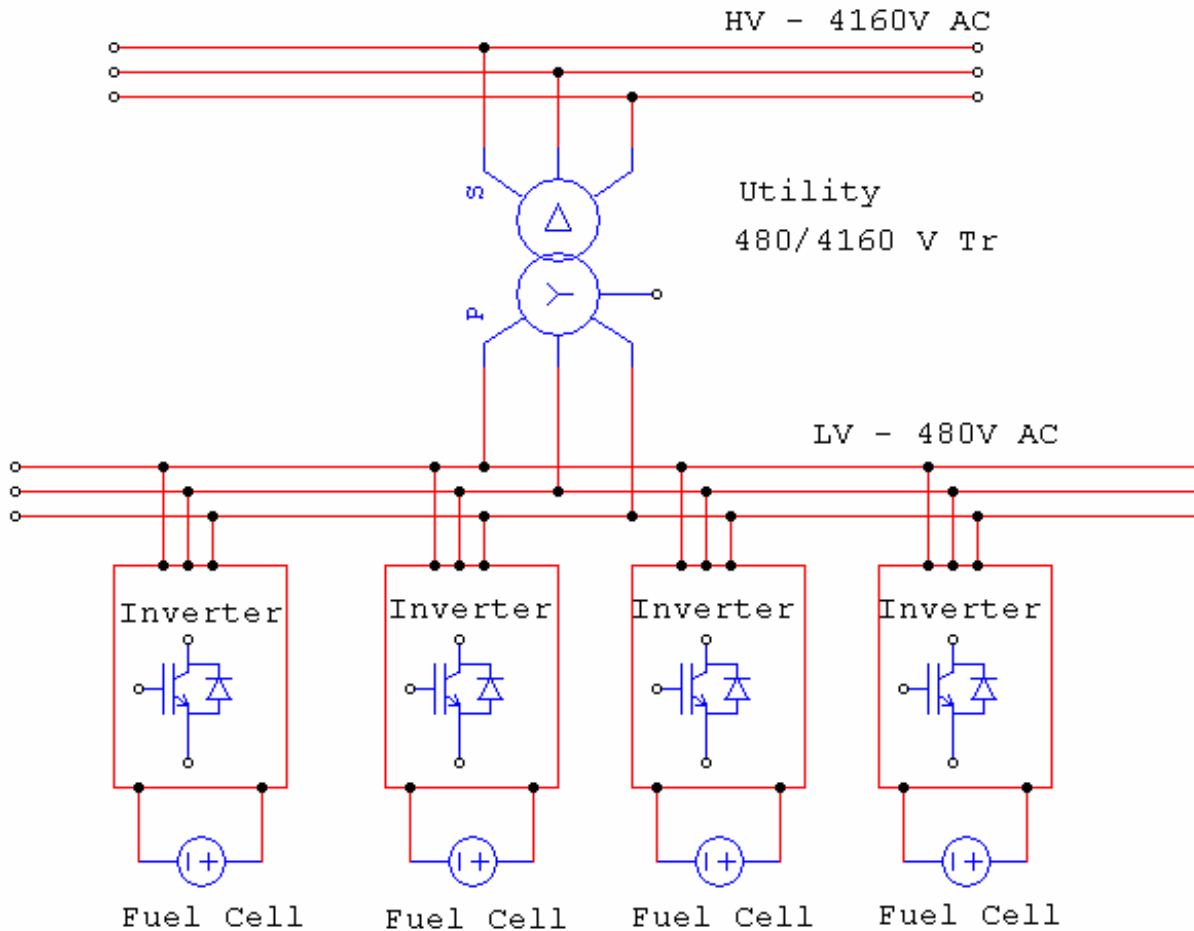 HV - 4160V AC
S
Utility
480/4160 V Tr
P
LV - 480V AC
Inverter
Inverter
Inverter
Inverter
Fuel Cell
Fuel Cell
Fuel Cell
Fuel Cell